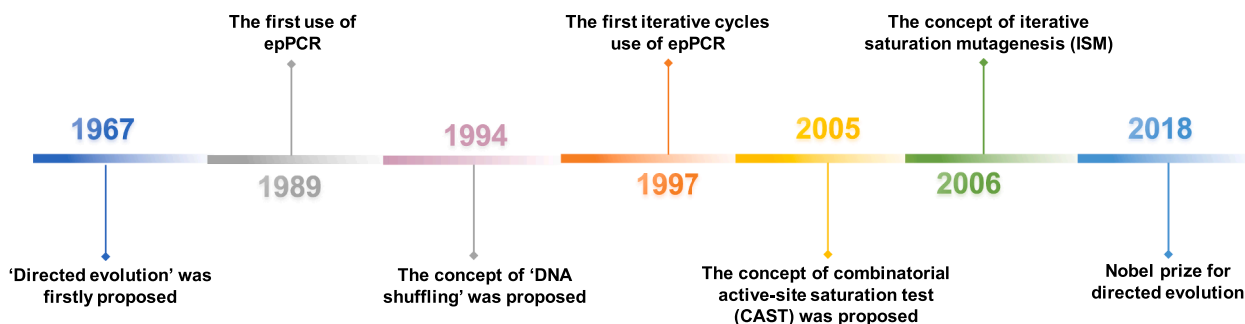 1967
‘Directed evolution’ was
firstly proposed
The first use of
epPCR
1989
1994
The concept of ‘DNA
shuffling’ was proposed
The first iterative cycles
use of epPCR
1997
2005
The concept of combinatorial
active-site saturation test
(CAST) was proposed
The concept of iterative
saturation mutagenesis (ISM)
2006
2018
Nobel prize for
directed evolution